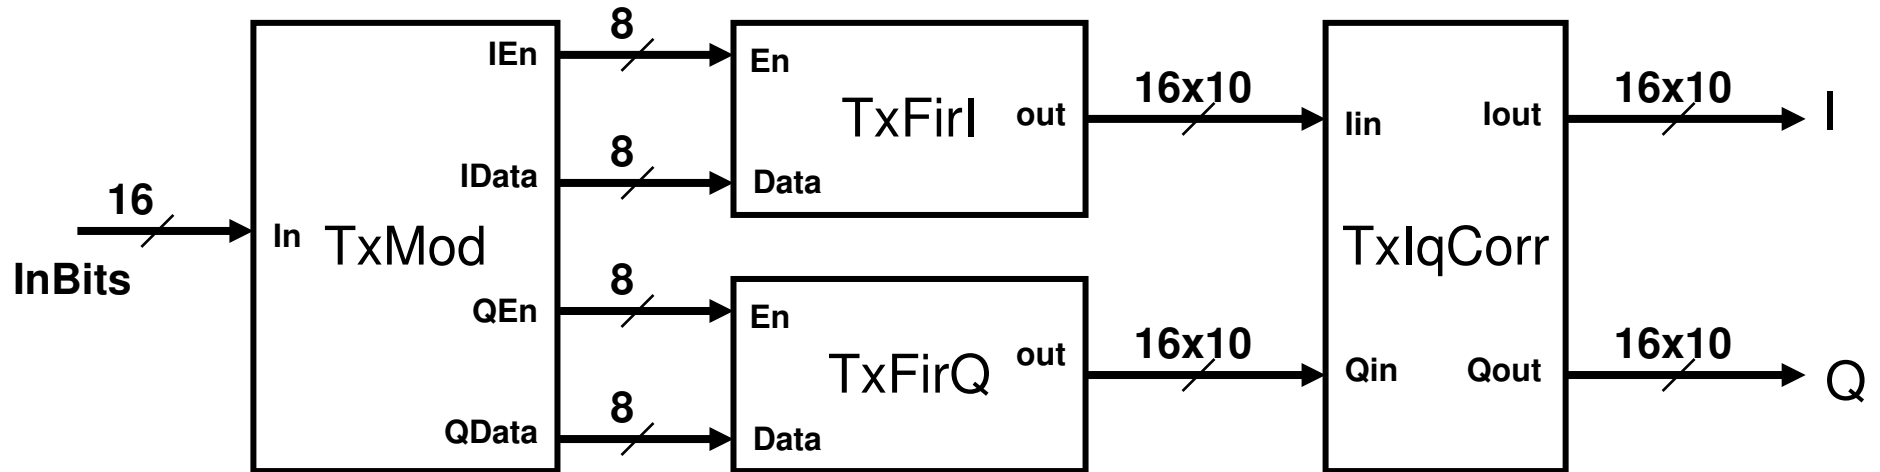 InBits
16
In
TxMod
IEn
IData
QEn
QData
8
8
8
8
En
TxFirI
out
Data
En
TxFirQ
out
Data
16x10
16x10
Iin
TxIqCorr
Qin
Iout
Qout
16x10
I
16x10
Q